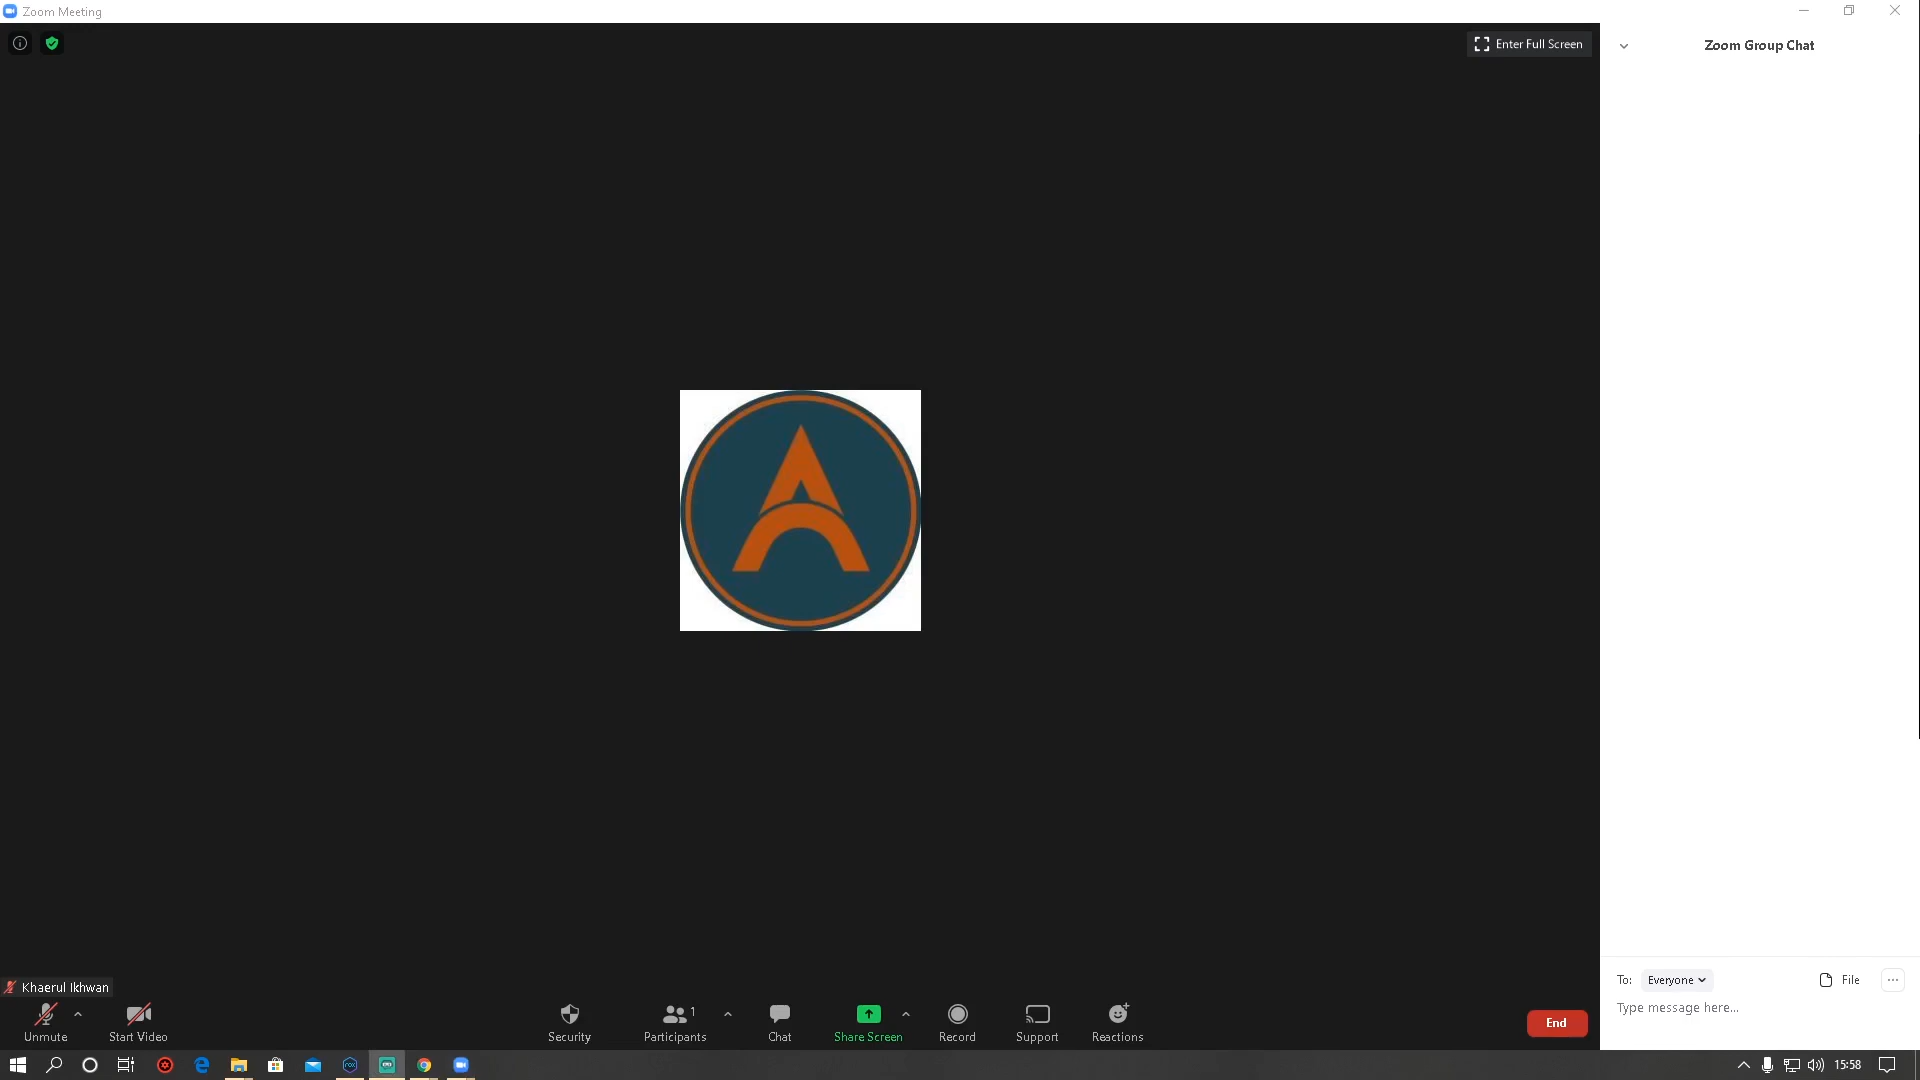 Zoom Meeting
Enter Full Screen
Zoom Group Chat
Khaerul Ikhwan
Unmute
Start Video
Security
1
Participants
Chat
Share Screen
Record
Support
Reactions
End
To: Everyone
File
Type message here...
15:58